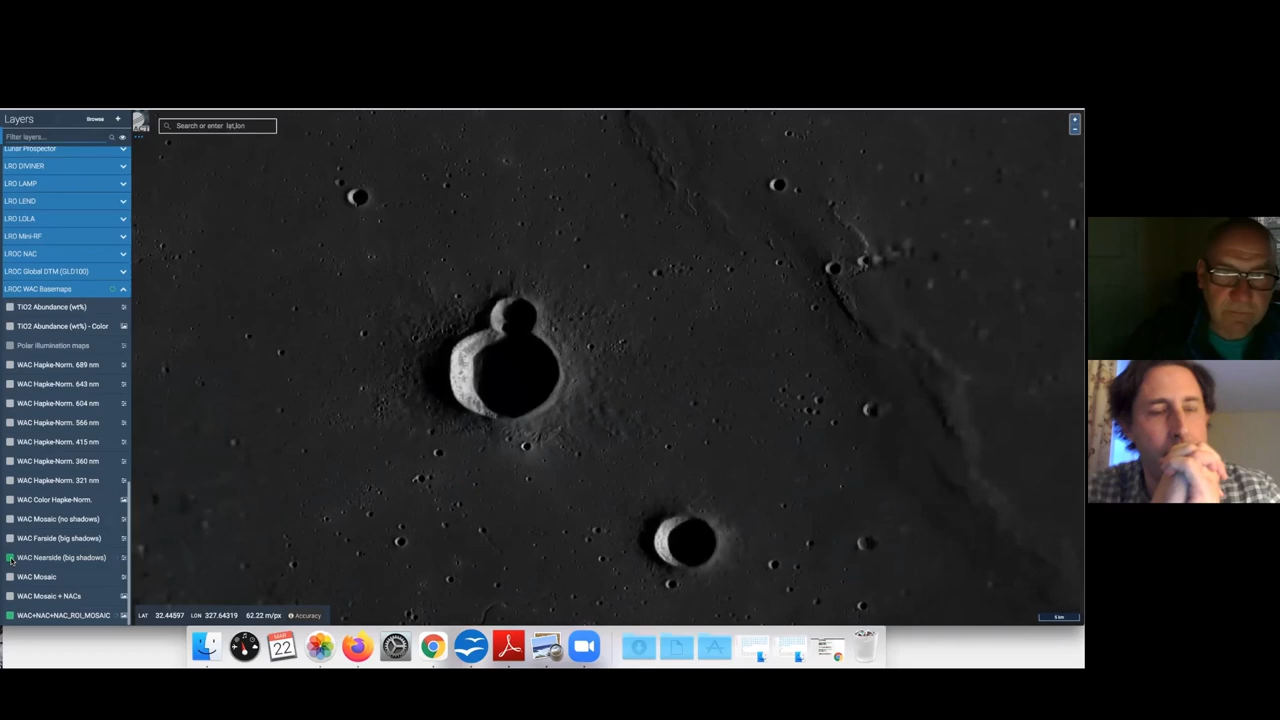 Layers
Browse
+
Filter layers...
Lunar Prospector
LRO DIVINER
LRO LAMP
LRO LEND
LRO LOLA
LRO Mini-RF
LROC NAC
LROC Global DTM (GLD100)
LROC WAC Basemaps
TiO2 Abundance (wt%)
TiO2 Abundance (wt%) - Color
Polar Illumination maps
WAC Hapke-Norm. 689 nm
WAC Hapke-Norm. 643 nm
WAC Hapke-Norm. 604 nm
WAC Hapke-Norm. 566 nm
WAC Hapke-Norm. 415 nm
WAC Hapke-Norm. 360 nm
WAC Hapke-Norm. 321 nm
WAC Color Hapke-Norm.
WAC Mosaic (no shadows)
WAC Farside (big shadows)
WAC Nearside (big shadows)
WAC Mosaic
WAC Mosaic + NACs
WAC+NAC+NAC_ROI_MOSAIC
ACT
Search or enter lat,lon
+
-
LAT 32.44597 LON 327.64319 62.22 m/px Accuracy
5 km
MAR
22